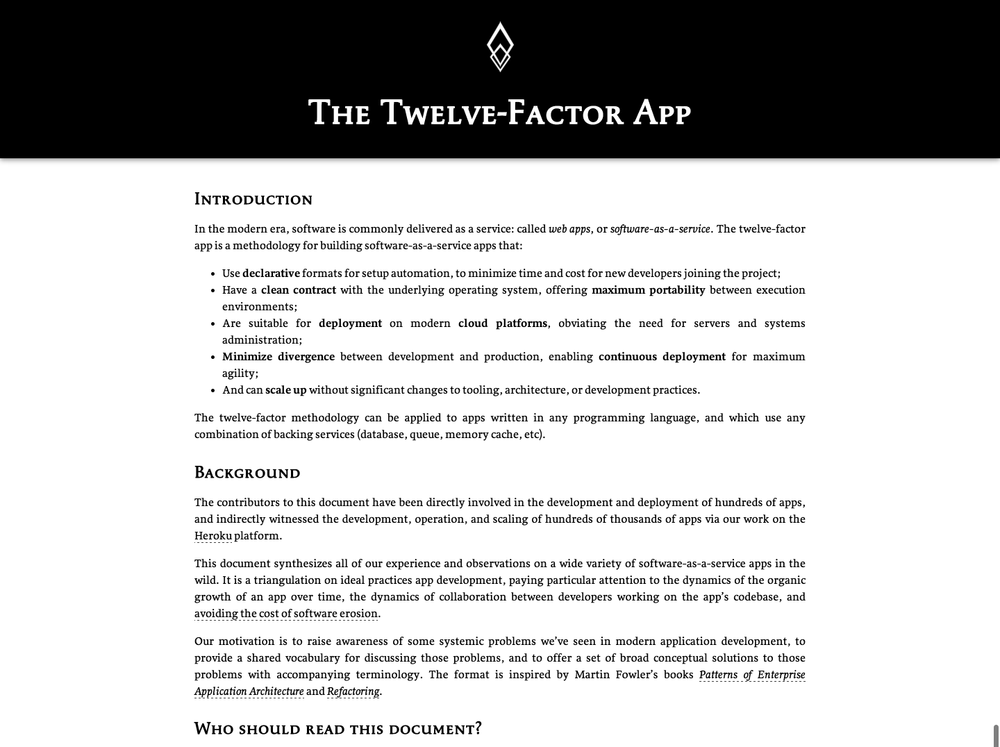 The Twelve-Factor App
Introduction
In the modern era, software is commonly delivered as a service: called web apps, or software-as-a-service. The twelve-factor
app is a methodology for building software-as-a-service apps that:
• Use declarative formats for setup automation, to minimize time and cost for new developers joining the project;
• Have a clean contract with the underlying operating system, offering maximum portability between execution
environments;
• Are suitable for deployment on modern cloud platforms, obviating the need for servers and systems
administration;
• Minimize divergence between development and production, enabling continuous deployment for maximum
agility;
• And can scale up without significant changes to tooling, architecture, or development practices.
The twelve-factor methodology can be applied to apps written in any programming language, and which use any
combination of backing services (database, queue, memory cache, etc).
Background
The contributors to this document have been directly involved in the development and deployment of hundreds of apps,
and indirectly witnessed the development, operation, and scaling of hundreds of thousands of apps via our work on the
Heroku platform.
This document synthesizes all of our experience and observations on a wide variety of software-as-a-service apps in the
wild. It is a triangulation on ideal practices app development, paying particular attention to the dynamics of the organic
growth of an app over time, the dynamics of collaboration between developers working on the app’s codebase, and
avoiding the cost of software erosion.
Our motivation is to raise awareness of some systemic problems we’ve seen in modern application development, to
provide a shared vocabulary for discussing those problems, and to offer a set of broad conceptual solutions to those
problems with accompanying terminology. The format is inspired by Martin Fowler’s books Patterns of Enterprise
Application Architecture and Refactoring.
Who should read this document?